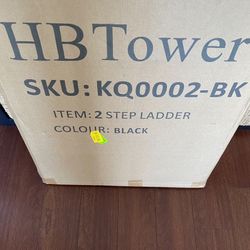 HBTower
SKU: KQ0002-BK
ITEM: 2 STEP LADDER
COLOUR: BLACK